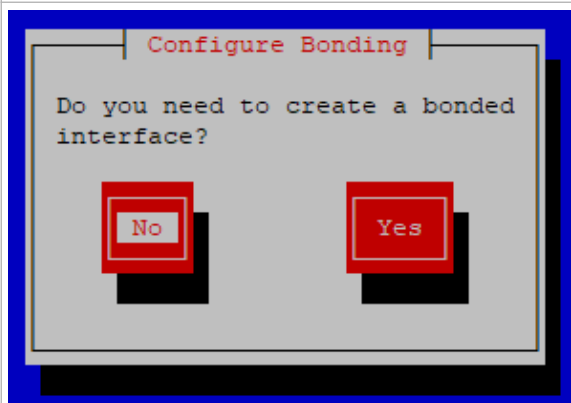 Configure Bonding
Do you need to create a bonded
interface?
No Yes